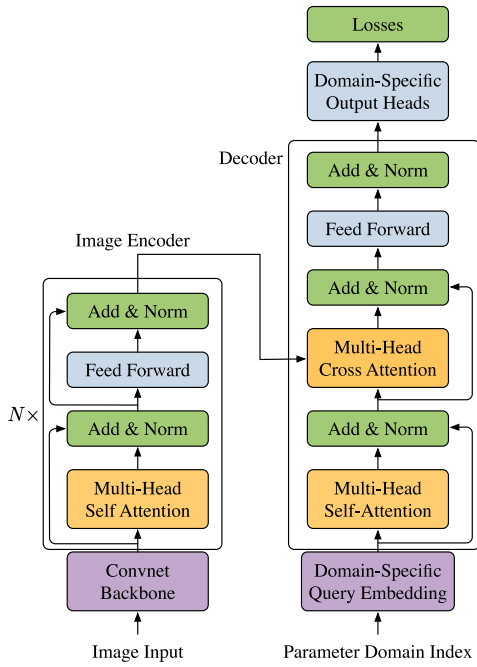 Losses
Domain-Specific
Output Heads
Decoder
Add & Norm
Feed Forward
Add & Norm
Multi-Head
Cross Attention
Add & Norm
Multi-Head
Self-Attention
Domain-Specific
Query Embedding
Parameter Domain Index
Image Encoder
Add & Norm
Feed Forward
N×
Add & Norm
Multi-Head
Self Attention
Convnet
Backbone
Image Input